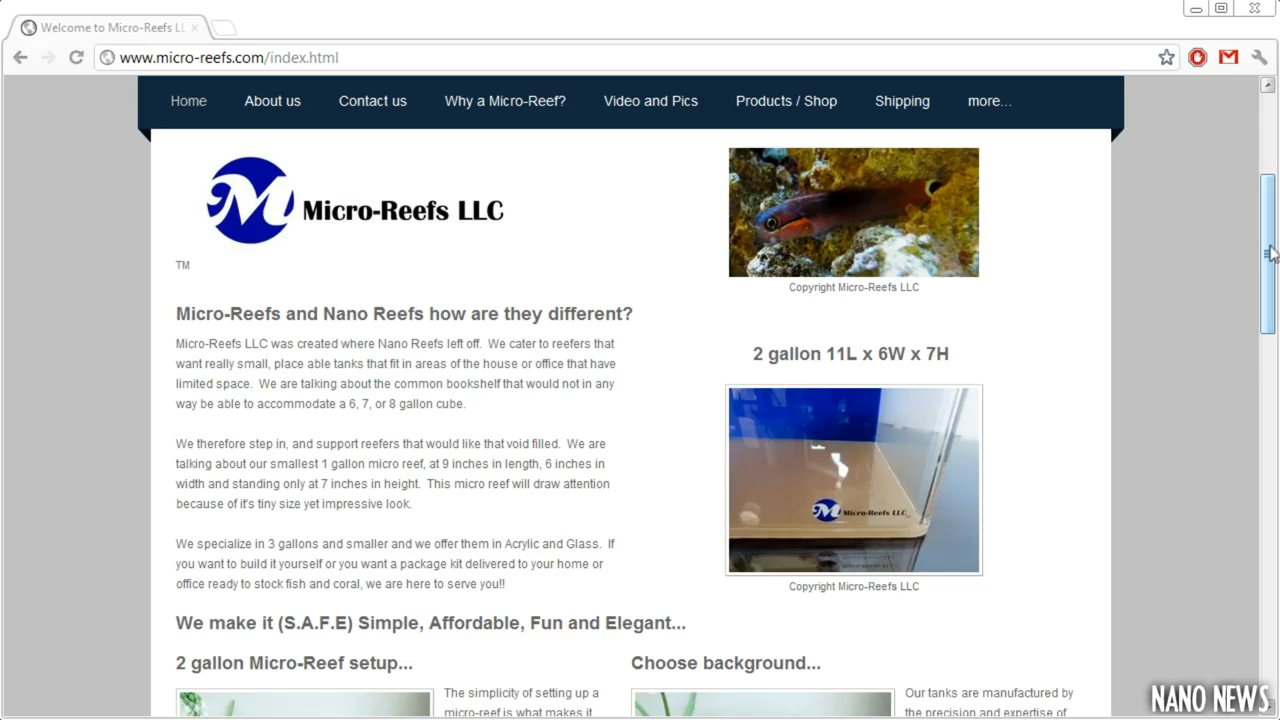 Welcome to Micro-Reefs LL
www.micro-reefs.com/index.html
Home About us Contact us Why a Micro-Reef? Video and Pics Products / Shop Shipping more...
Micro-Reefs LLC
TM
Copyright Micro-Reefs LLC
Micro-Reefs and Nano Reefs how are they different?
Micro-Reefs LLC was created where Nano Reefs left off. We cater to reefers that
want really small, place able tanks that fit in areas of the house or office that have
limited space. We are talking about the common bookshelf that would not in any
way be able to accommodate a 6, 7, or 8 gallon cube.
We therefore step in, and support reefers that would like that void filled. We are
talking about our smallest 1 gallon micro reef, at 9 inches in length, 6 inches in
width and standing only at 7 inches in height. This micro reef will draw attention
because of it's tiny size yet impressive look.
We specialize in 3 gallons and smaller and we offer them in Acrylic and Glass. If
you want to build it yourself or you want a package kit delivered to your home or
office ready to stock fish and coral, we are here to serve you!!
2 gallon 11L x 6W x 7H
Micro-Reefs LLC
Copyright Micro-Reefs LLC
We make it (S.A.F.E) Simple, Affordable, Fun and Elegant...
2 gallon Micro-Reef setup...
The simplicity of setting up a
micro-reef is what makes it
Choose background...
Our tanks are manufactured by
the precision and expertise of
NANO NEWS